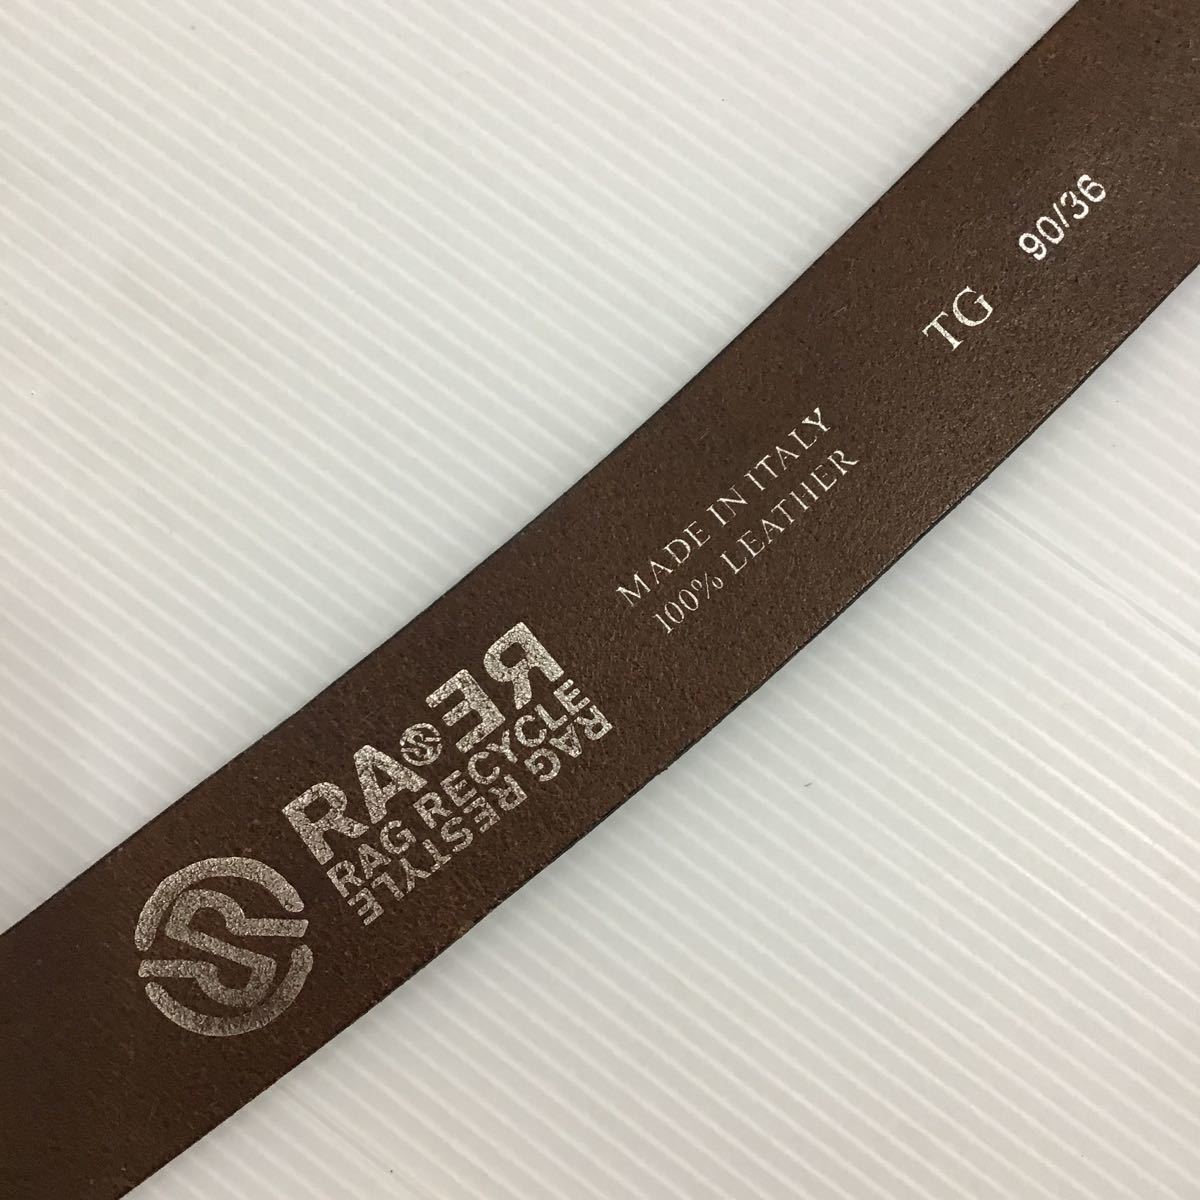 RA RE
RAG RECYCLE
RAG RESTYLE
MADE IN ITALY
100% LEATHER
TG 90/36